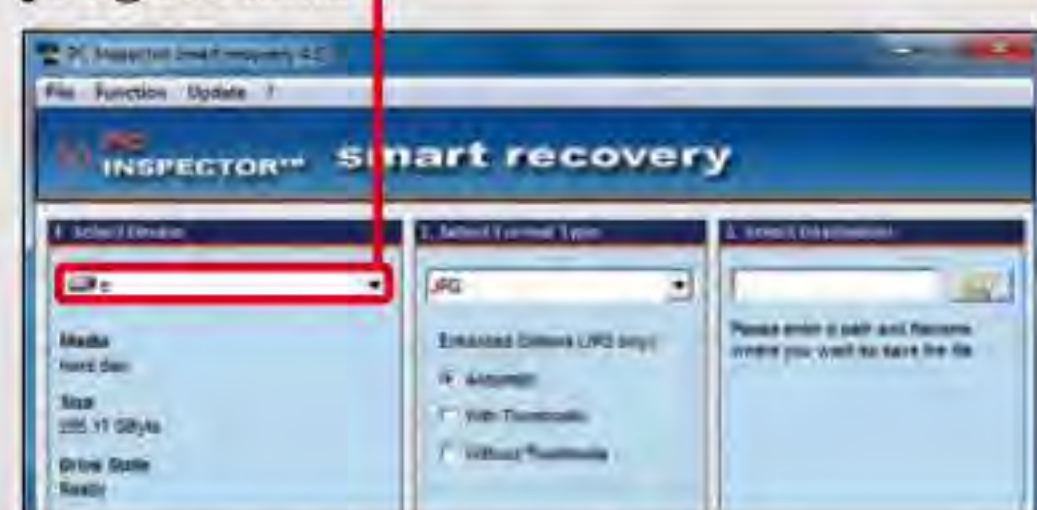 PC Inspector smart recovery 4.5
File Function Update ?
PC
INSPECTOR™ smart recovery
1. Select Device
2. Select Format Type
3. Select Destination
c:
JPG
Media
Hard disc
Size
GByte
Drive State
Ready
Enhanced Options (JPG only)
Automatic
With Thumbnails
Without Thumbnails
Please enter a path and filename
where you want to save the file